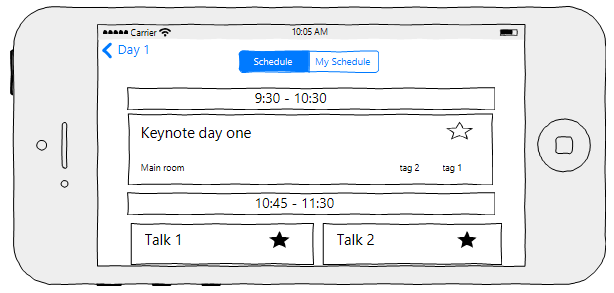 Carrier 10:05 AM
Day 1
Schedule My Schedule
9:30 - 10:30
Keynote day one
Main room tag 2 tag 1
10:45 - 11:30
Talk 1 Talk 2